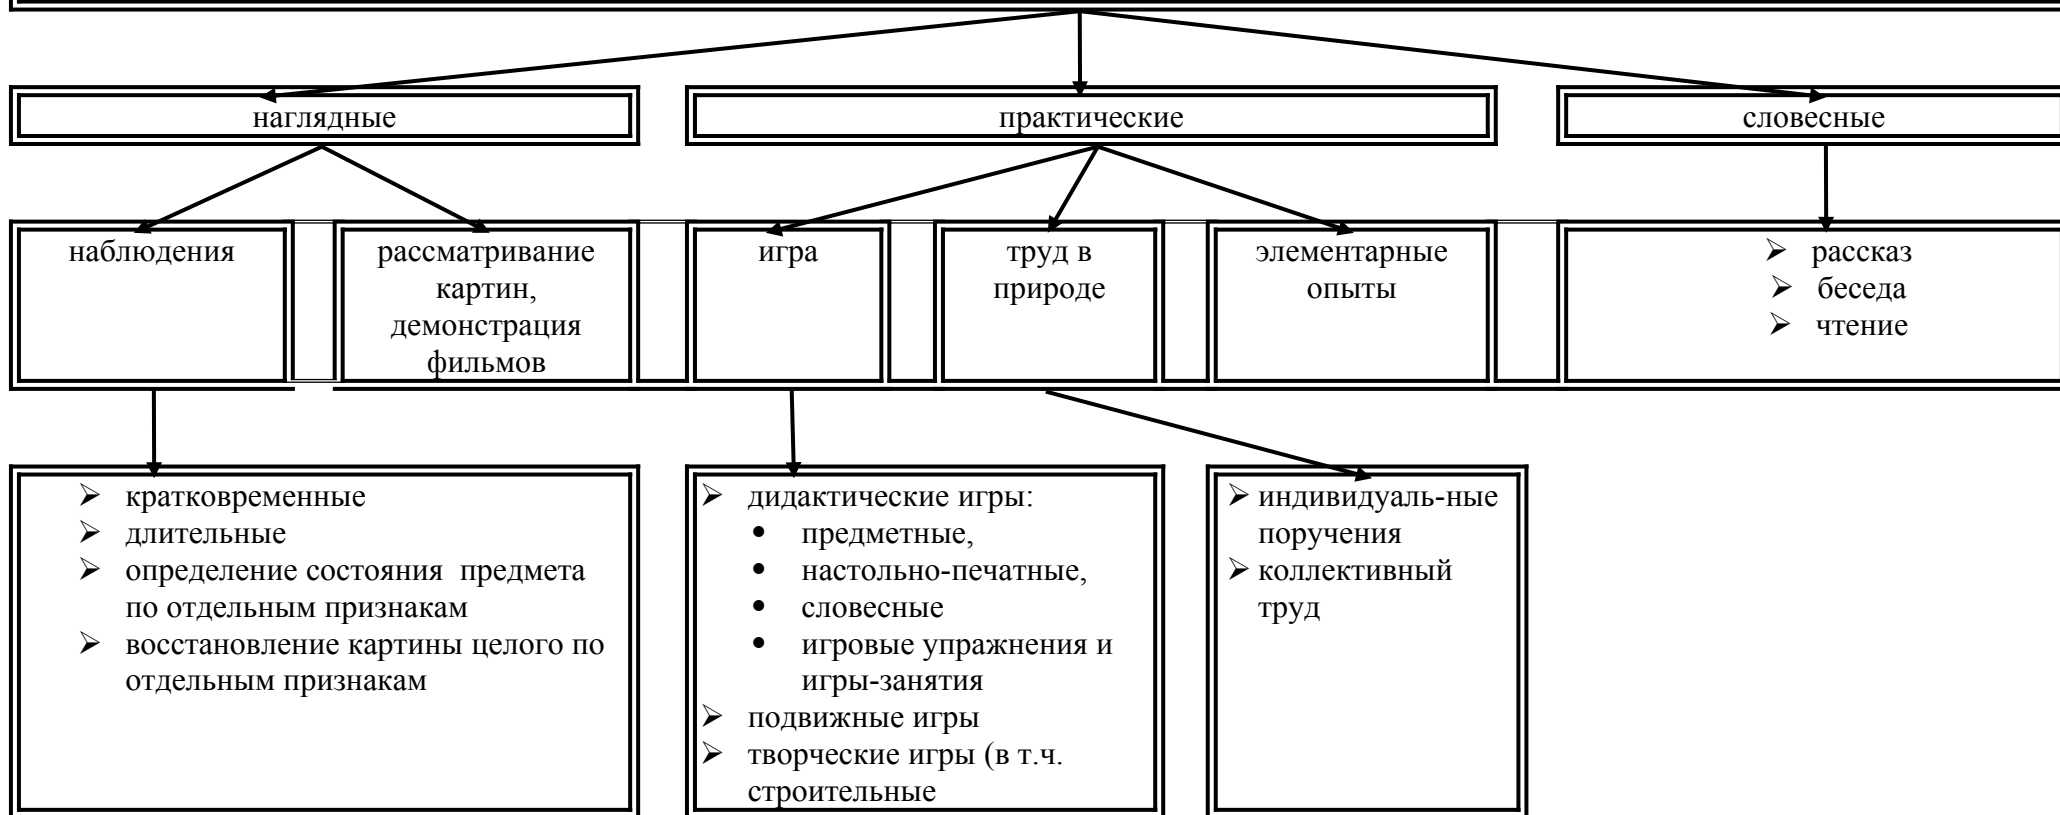 наглядные
практические
словесные
наблюдения
рассматривание
картин,
демонстрация
фильмов
игра
труд в
природе
элементарные
опыты
➢ рассказ
➢ беседа
➢ чтение
➢ кратковременные
➢ длительные
➢ определение состояния  предмета
по отдельным признакам
➢ восстановление картины целого по
отдельным признакам
➢ дидактические игры:
• предметные,
• настольно-печатные,
• словесные
• игровые упражнения и
игры-занятия
➢ подвижные игры
➢ творческие игры (в т.ч.
строительные
➢ индивидуаль-ные
поручения
➢ коллективный
труд